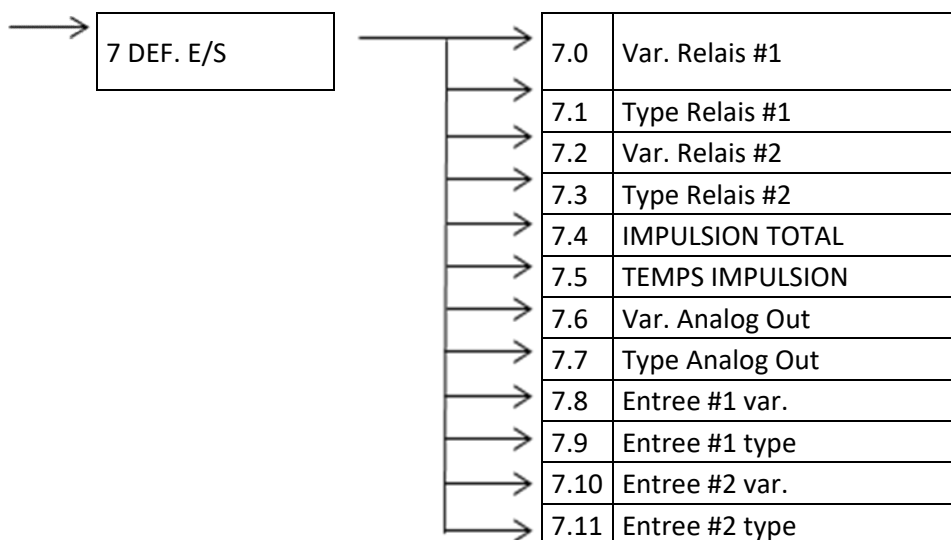 7 DEF. E/S
7.0 Var. Relais #1
7.1 Type Relais #1
7.2 Var. Relais #2
7.3 Type Relais #2
7.4 IMPULSION TOTAL
7.5 TEMPS IMPULSION
7.6 Var. Analog Out
7.7 Type Analog Out
7.8 Entree #1 var.
7.9 Entree #1 type
7.10 Entree #2 var.
7.11 Entree #2 type